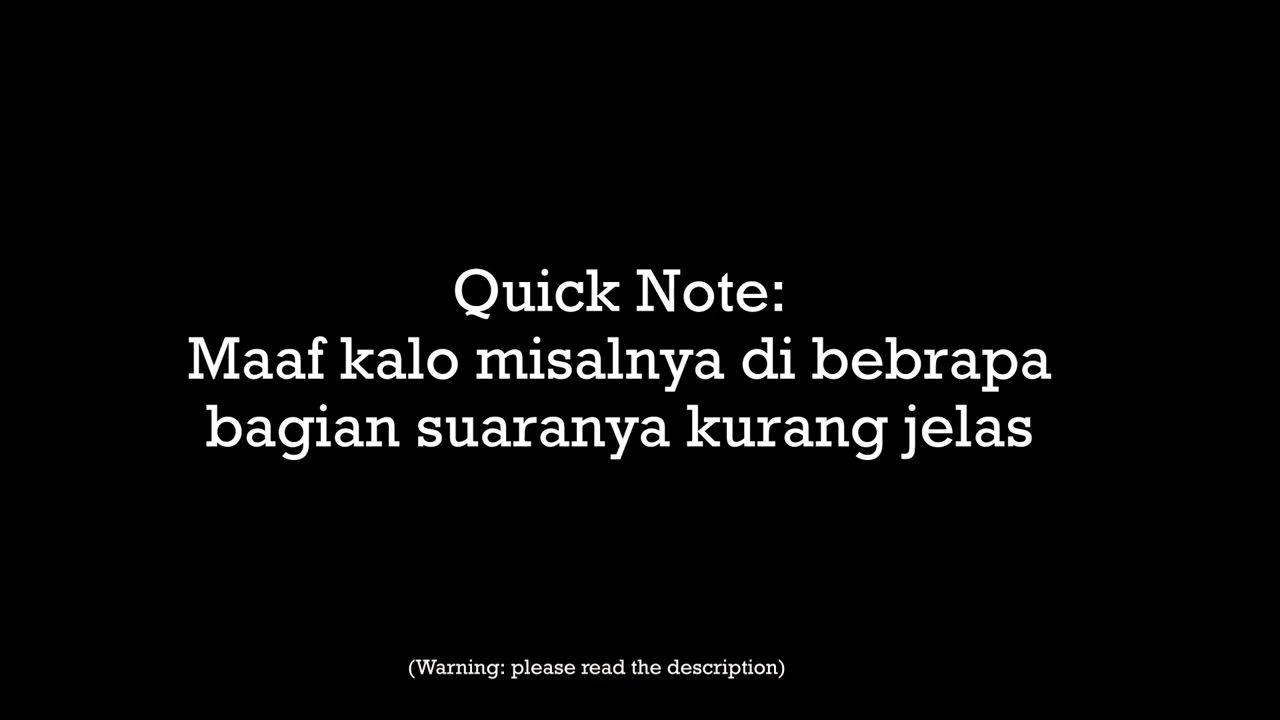 Quick Note:
Maaf kalo misalnya di bebrapa
bagian suaranya kurang jelas
(Warning: please read the description)